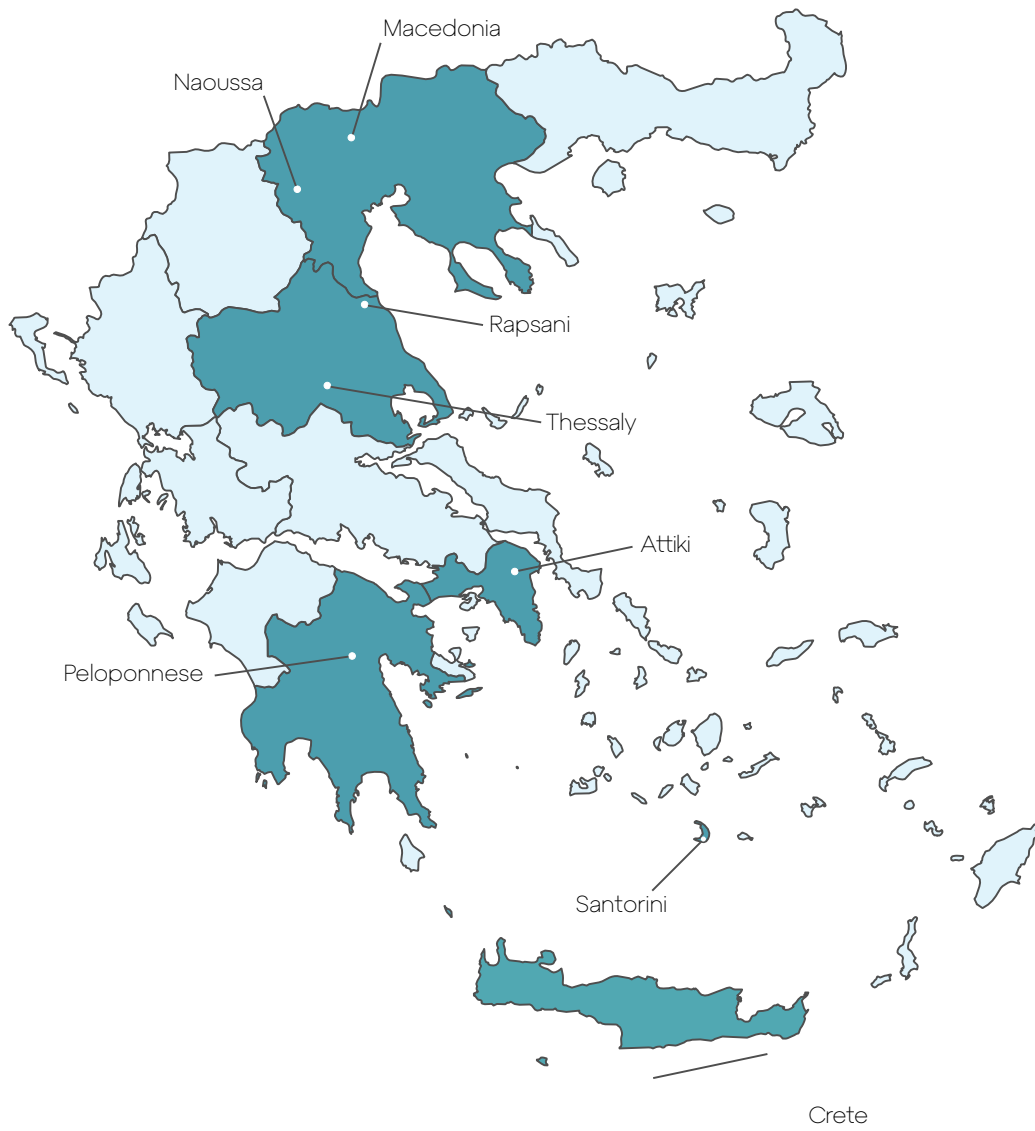 Macedonia
Naoussa
Rapsani
Thessaly
Attiki
Peloponnese
Santorini
Crete